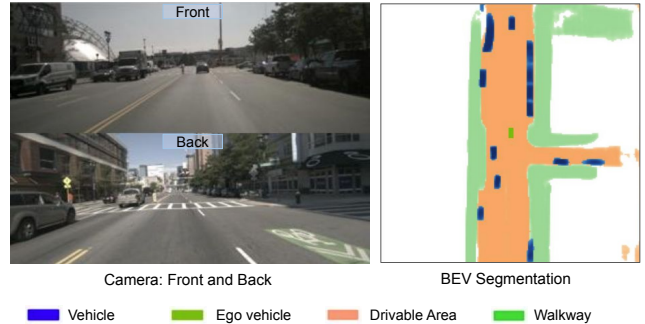 Front
Back
Camera: Front and Back
BEV Segmentation
Vehicle
Ego vehicle
Drivable Area
Walkway